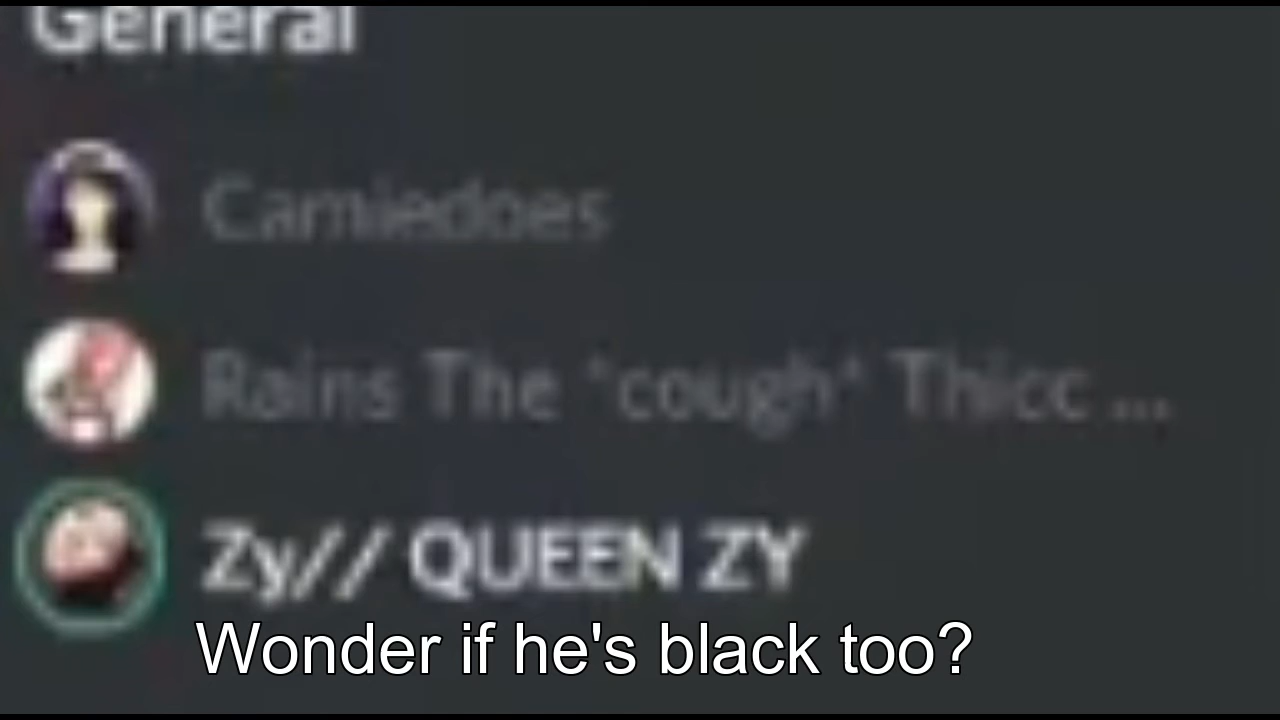 General
Camiedoes
Rains The *cough* Thicc ...
Zy// QUEEN ZY
Wonder if he's black too?